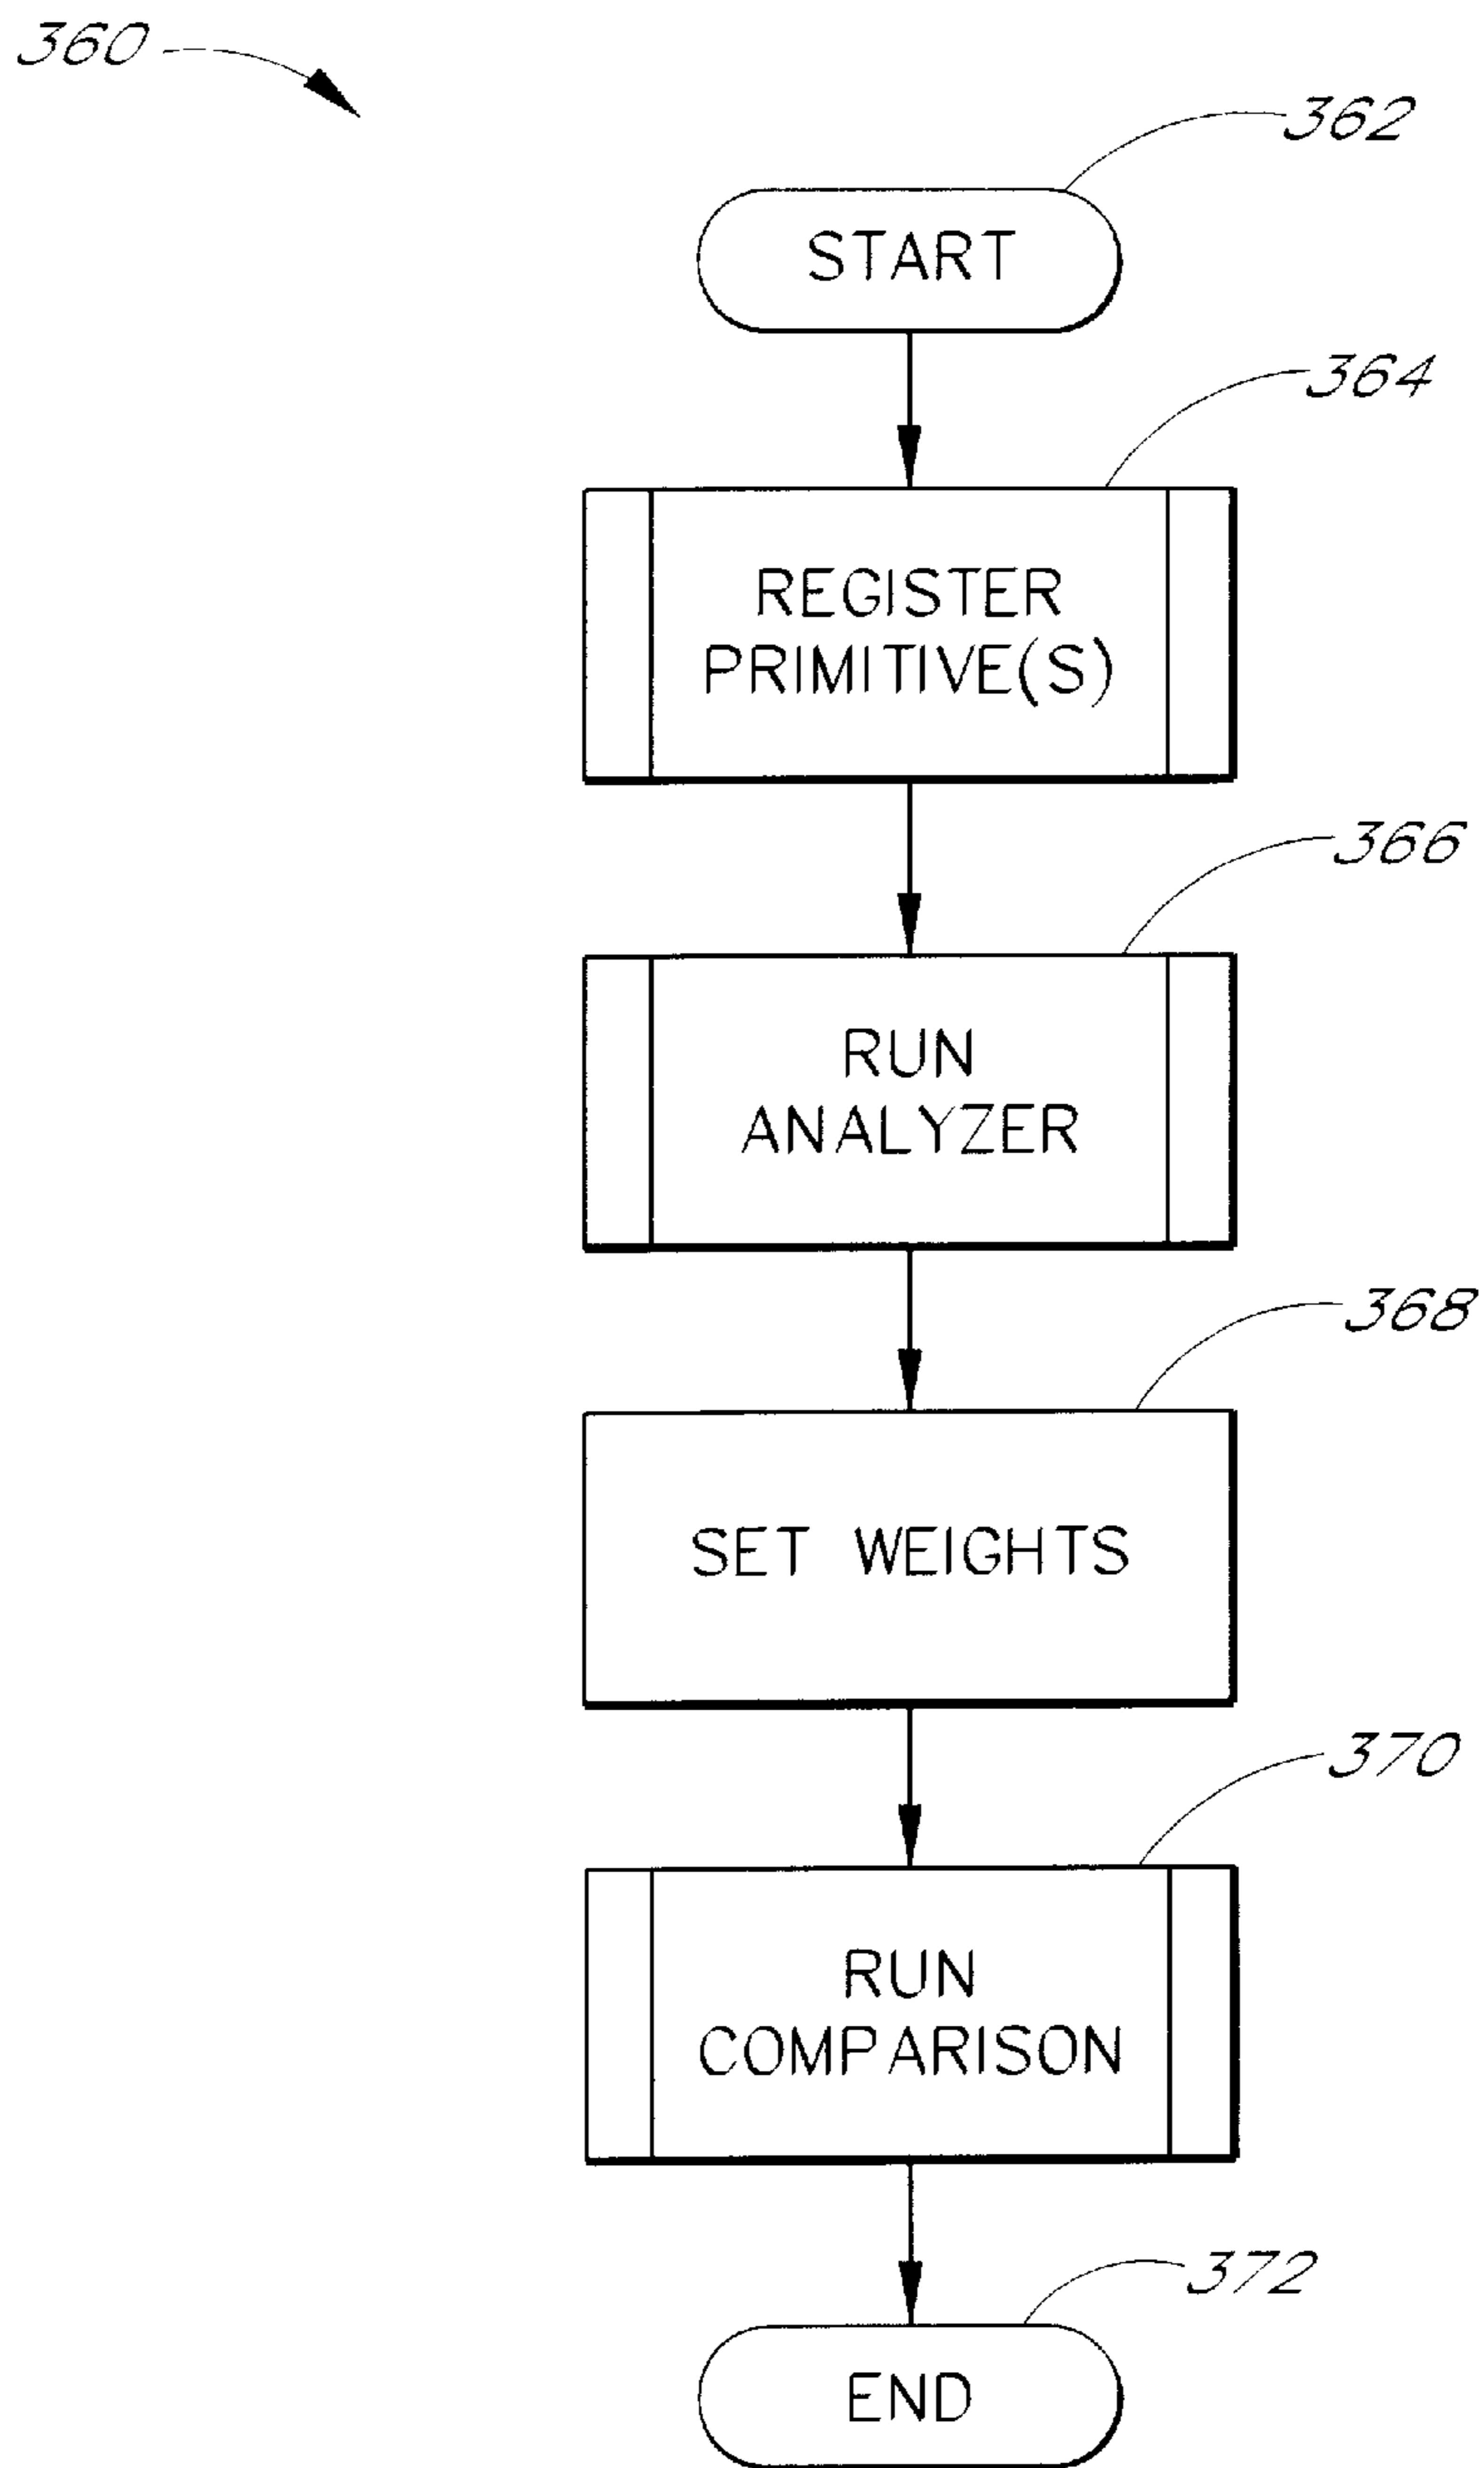 360
362
START
364
REGISTER
PRIMITIVE(S)
366
RUN
ANALYZER
368
SET WEIGHTS
370
RUN
COMPARISON
372
END